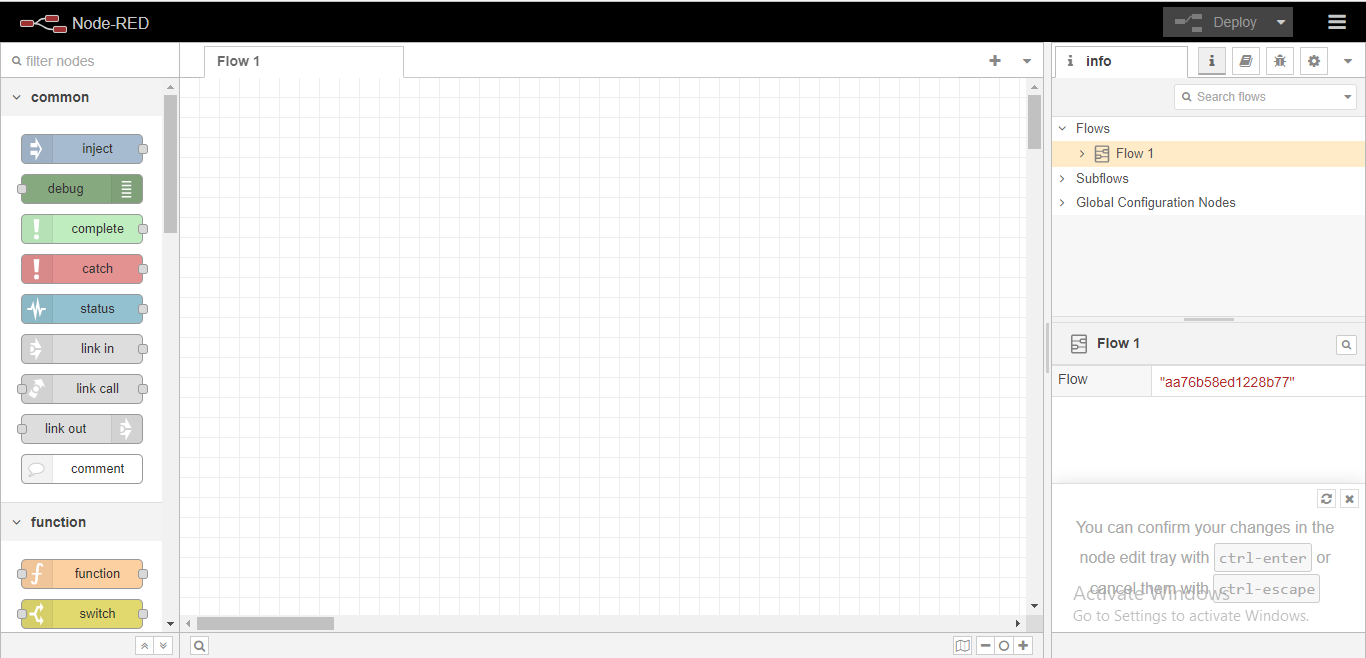 Node-RED
Deploy
filter nodes
Flow 1
info
common
Search flows
Flows
Flow 1
Subflows
Global Configuration Nodes
inject
debug
complete
catch
status
link in
link call
link out
comment
function
function
switch
Flow 1
Flow "aa76b58ed1228b77"
You can confirm your changes in the
node edit tray with ctrl-enter or
cancel them with ctrl-escape
Activate Windows
Go to Settings to activate Windows.